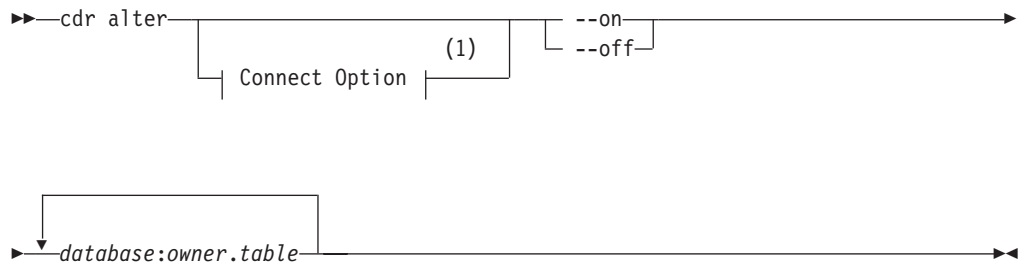 cdr alter --on
(1) --off
Connect Option
database:owner.table